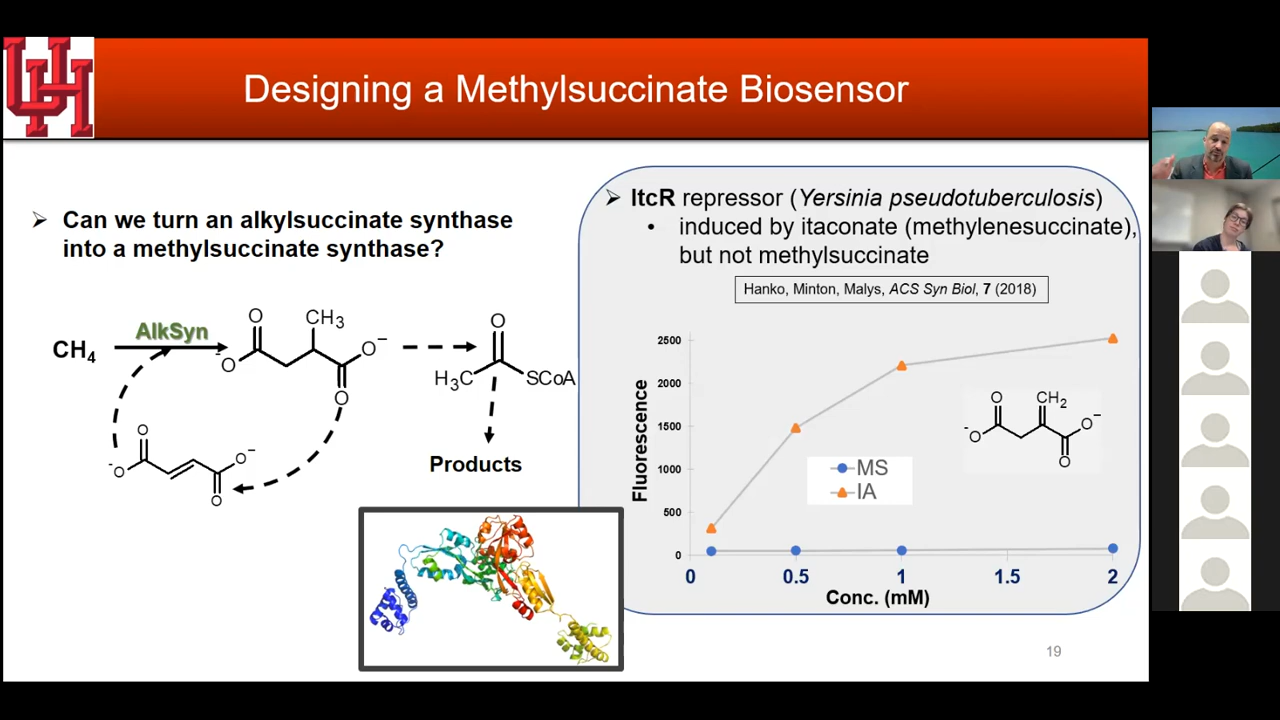 UH
Designing a Methylsuccinate Biosensor
➢ Can we turn an alkylsuccinate synthase
into a methylsuccinate synthase?
CH4
AlkSyn
O
CH3
O
O
-
O
-
O
H3C
SCoA
Products
O
O
-
O
-
O
➢ ItcR repressor (Yersinia pseudotuberculosis)
• induced by itaconate (methylenesuccinate),
but not methylsuccinate
Hanko, Minton, Malys, ACS Syn Biol, 7 (2018)
Fluorescence
2500
2000
1500
1000
500
0
0
0.5
1
1.5
2
Conc. (mM)
MS
IA
O
CH2
-
O
O
-
O
19